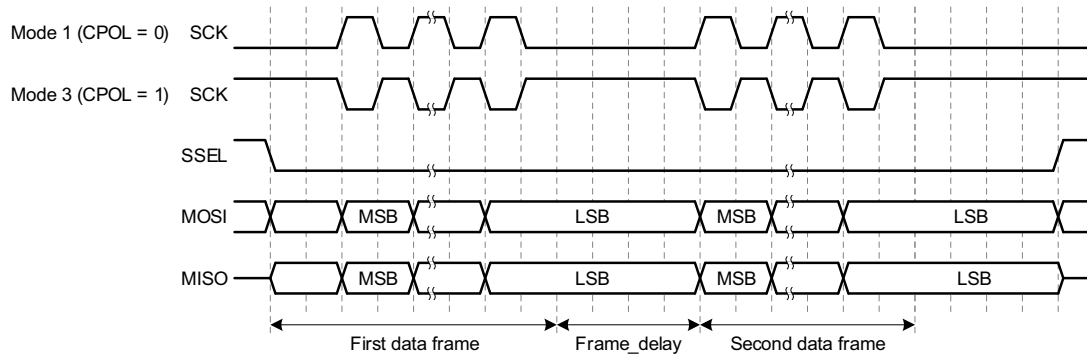 Mode 1 (CPOL = 0) SCK
Mode 3 (CPOL = 1) SCK
SSEL
MOSI MSB LSB MSB LSB
MISO MSB LSB MSB LSB
First data frame Frame_delay Second data frame